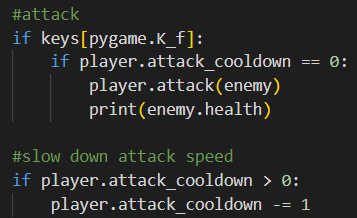 #attack
if keys[pygame.K_f]:
    if player.attack_cooldown == 0:
        player.attack(enemy)
        print(enemy.health)
#slow down attack speed
if player.attack_cooldown > 0:
    player.attack_cooldown -= 1